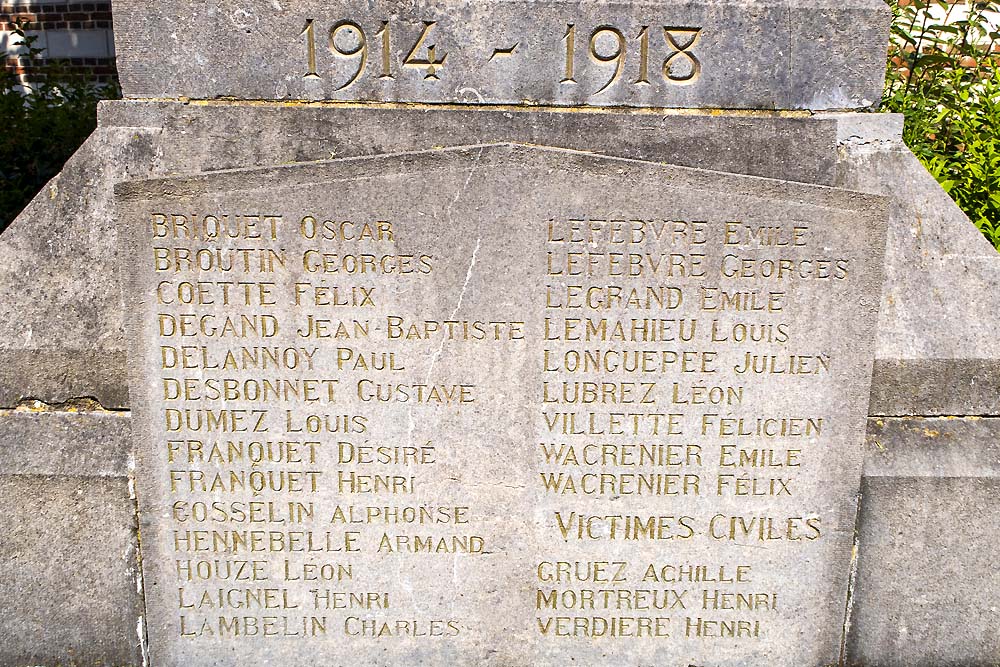 1914 - 1918
BRIQUET OSCAR
BROUTIN GEORGES
COETTE FÉLIX
DEGAND JEAN-BAPTISTE
DELANNOY PAUL
DESBONNET GUSTAVE
DUMEZ LOUIS
FRANQUET DÉSIRÉ
FRANQUET HENRI
GOSSELIN ALPHONSE
HENNEBELLE ARMAND
HOUZE LÉON
LAIGNEL HENRI
LAMBELIN CHARLES
LEFEBVRE EMILE
LEFEBVRE GEORGES
LEGRAND EMILE
LEMAHIEU LOUIS
LONGUEPEE JULIEN
LUBREZ LÉON
VILLETTE FÉLICIEN
WACRENIER EMILE
WACRENIER FÉLIX
VICTIMES CIVILES
GRUEZ ACHILLE
MORTREUX HENRI
VERDIERE HENRI